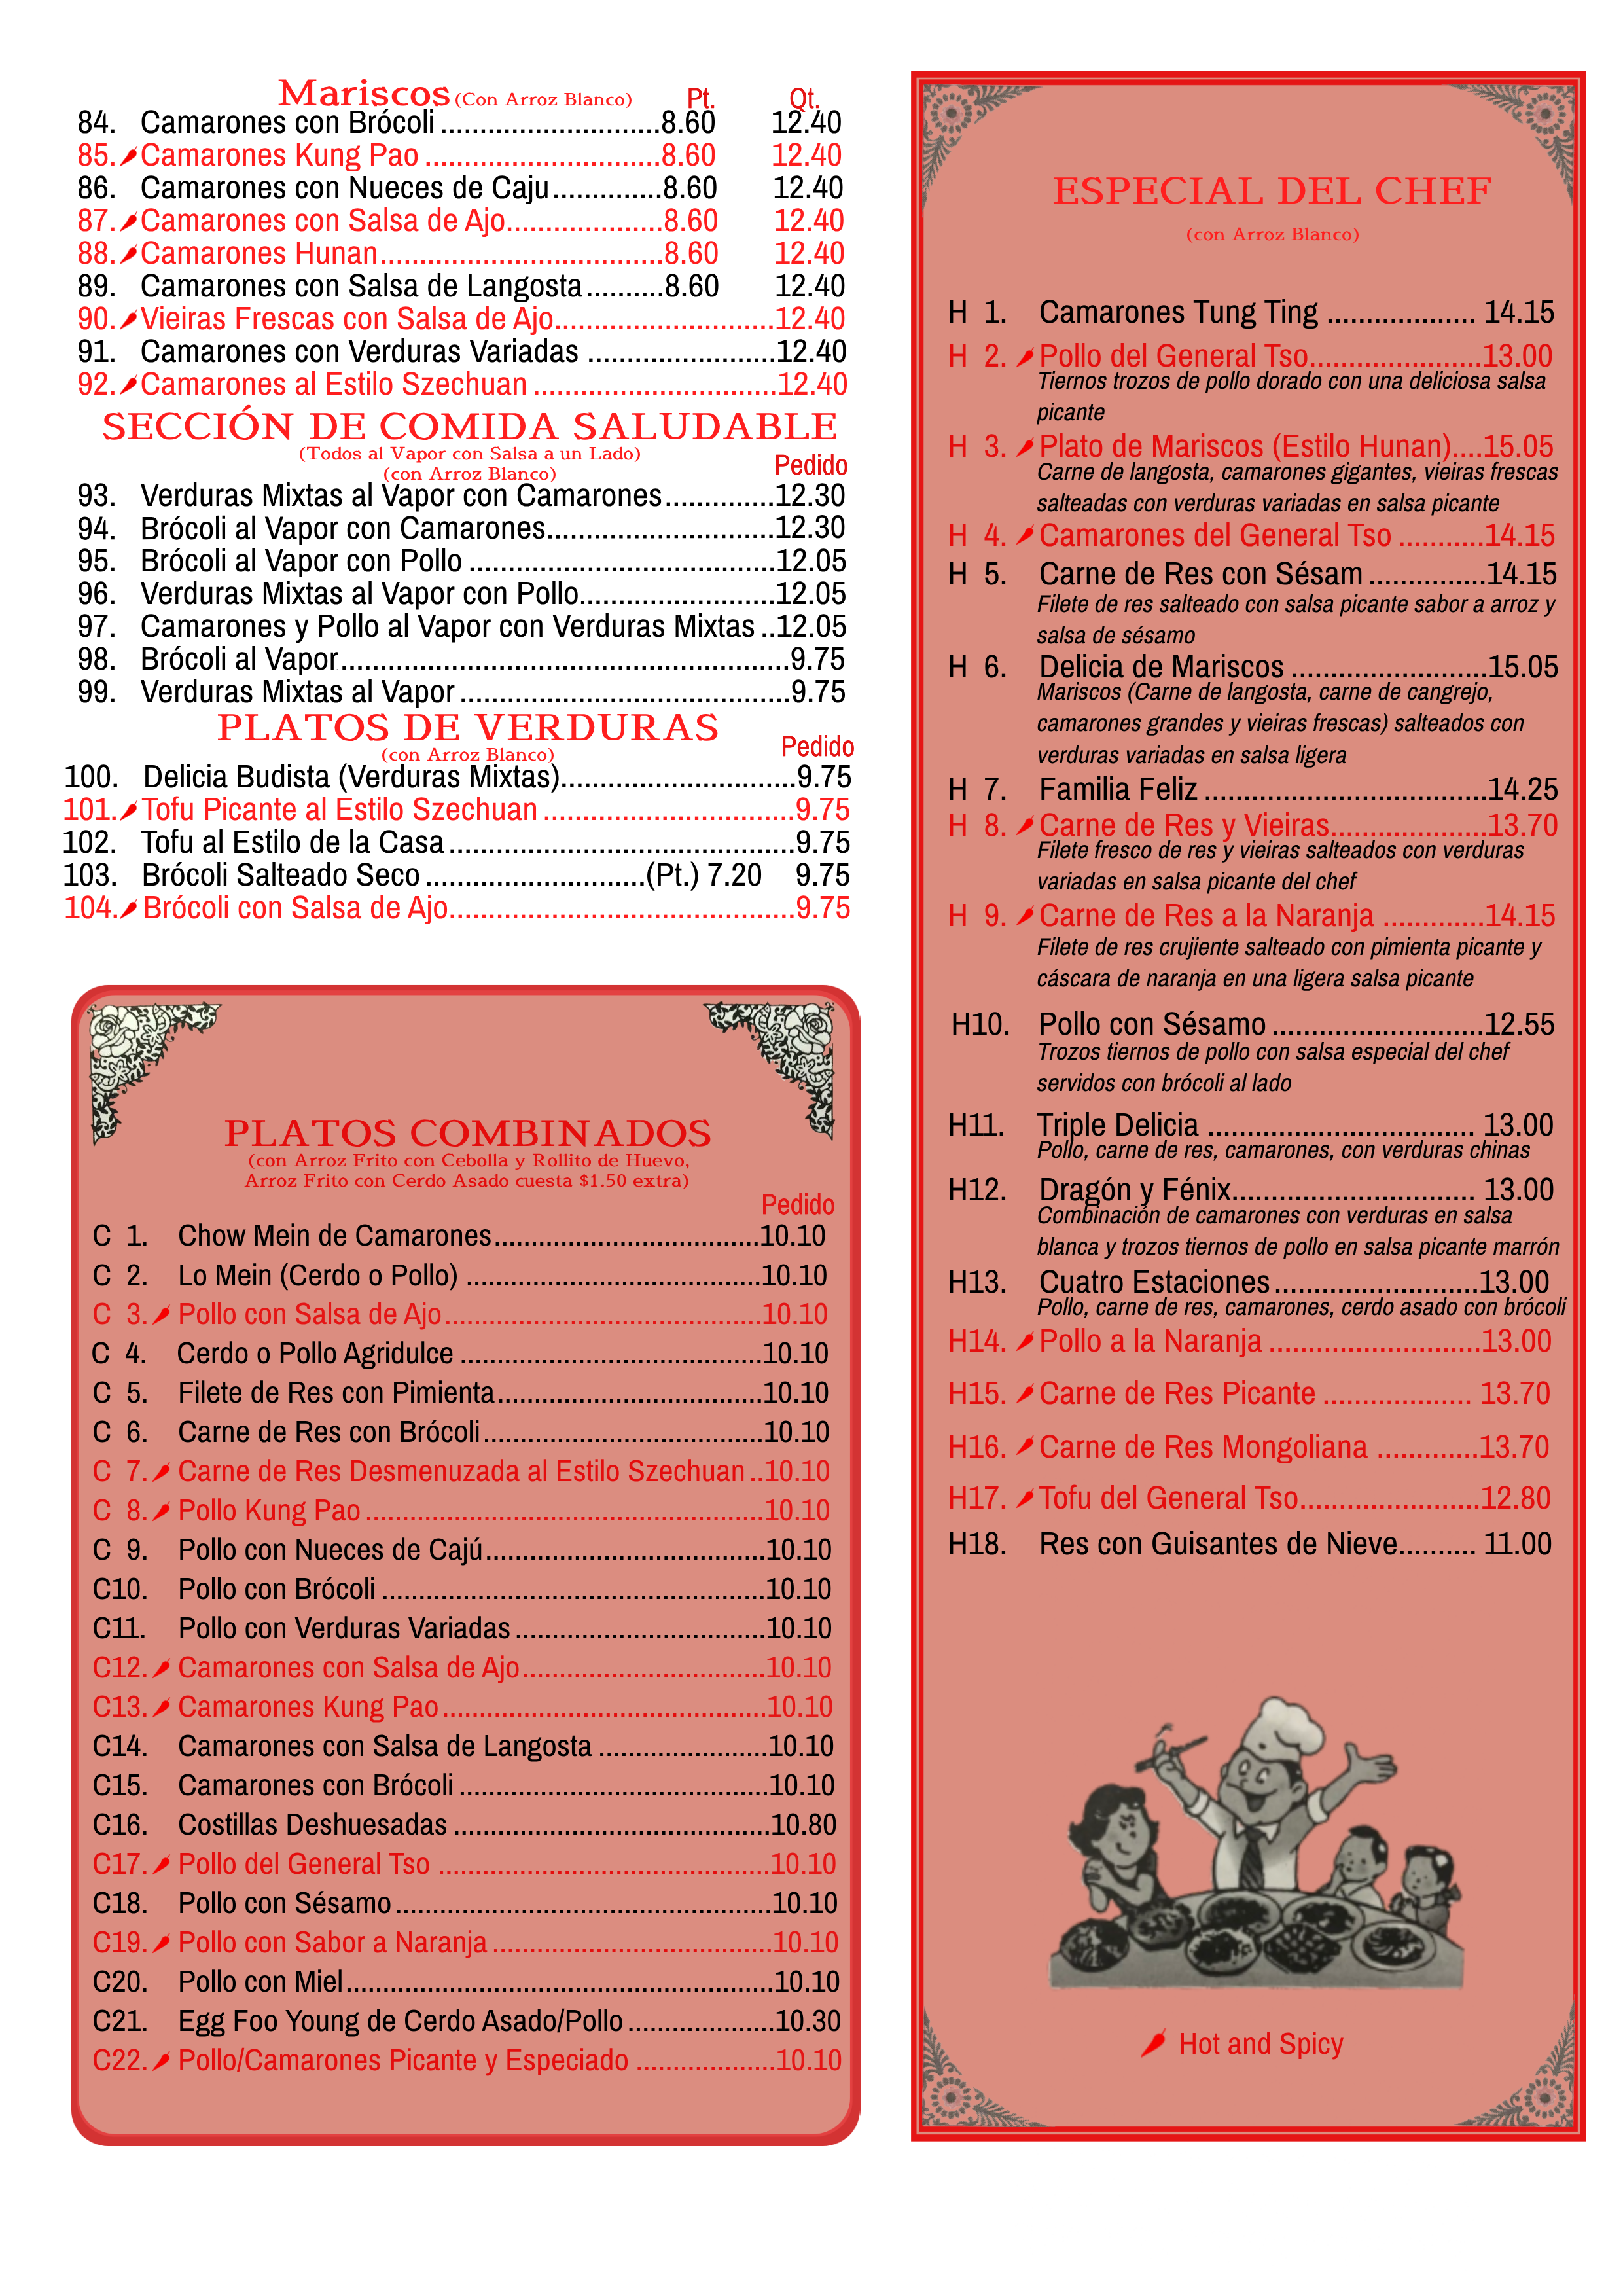 Mariscos (Con Arroz Blanco) Pt. Qt.
84. Camarones con Brócoli ............................8.60 12.40
85. Camarones Kung Pao ..............................8.60 12.40
86. Camarones con Nueces de Caju..............8.60 12.40
87. Camarones con Salsa de Ajo....................8.60 12.40
88. Camarones Hunan....................................8.60 12.40
89. Camarones con Salsa de Langosta..........8.60 12.40
90. Vieiras Frescas con Salsa de Ajo............................12.40
91. Camarones con Verduras Variadas ........................12.40
92. Camarones al Estilo Szechuan ...............................12.40
SECCIÓN DE COMIDA SALUDABLE
(Todos al Vapor con Salsa a un Lado)
(con Arroz Blanco) Pedido
93. Verduras Mixtas al Vapor con Camarones..............12.30
94. Brócoli al Vapor con Camarones.............................12.30
95. Brócoli al Vapor con Pollo .......................................12.05
96. Verduras Mixtas al Vapor con Pollo.........................12.05
97. Camarones y Pollo al Vapor con Verduras Mixtas ..12.05
98. Brócoli al Vapor.........................................................9.75
99. Verduras Mixtas al Vapor ..........................................9.75
PLATOS DE VERDURAS
(con Arroz Blanco) Pedido
100. Delicia Budista (Verduras Mixtas)..............................9.75
101. Tofu Picante al Estilo Szechuan ................................9.75
102. Tofu al Estilo de la Casa ............................................9.75
103. Brócoli Salteado Seco ............................(Pt.) 7.20 9.75
104. Brócoli con Salsa de Ajo............................................9.75
PLATOS COMBINADOS
(con Arroz Frito con Cebolla y Rollito de Huevo,
Arroz Frito con Cerdo Asado cuesta $1.50 extra)
Pedido
C 1. Chow Mein de Camarones....................................10.10
C 2. Lo Mein (Cerdo o Pollo) ........................................10.10
C 3. Pollo con Salsa de Ajo...........................................10.10
C 4. Cerdo o Pollo Agridulce .........................................10.10
C 5. Filete de Res con Pimienta....................................10.10
C 6. Carne de Res con Brócoli......................................10.10
C 7. Carne de Res Desmenuzada al Estilo Szechuan ..10.10
C 8. Pollo Kung Pao ......................................................10.10
C 9. Pollo con Nueces de Cajú......................................10.10
C10. Pollo con Brócoli ....................................................10.10
C11. Pollo con Verduras Variadas ..................................10.10
C12. Camarones con Salsa de Ajo.................................10.10
C13. Camarones Kung Pao............................................10.10
C14. Camarones con Salsa de Langosta .......................10.10
C15. Camarones con Brócoli ..........................................10.10
C16. Costillas Deshuesadas ...........................................10.80
C17. Pollo del General Tso .............................................10.10
C18. Pollo con Sésamo...................................................10.10
C19. Pollo con Sabor a Naranja ......................................10.10
C20. Pollo con Miel..........................................................10.10
C21. Egg Foo Young de Cerdo Asado/Pollo ....................10.30
C22. Pollo/Camarones Picante y Especiado ...................10.10
ESPECIAL DEL CHEF
(con Arroz Blanco)
H 1. Camarones Tung Ting ................... 14.15
H 2. Pollo del General Tso......................13.00
Tiernos trozos de pollo dorado con una deliciosa salsa
picante
H 3. Plato de Mariscos (Estilo Hunan)....15.05
Carne de langosta, camarones gigantes, vieiras frescas
salteadas con verduras variadas en salsa picante
H 4. Camarones del General Tso ...........14.15
H 5. Carne de Res con Sésam ...............14.15
Filete de res salteado con salsa picante sabor a arroz y
salsa de sésamo
H 6. Delicia de Mariscos .........................15.05
Mariscos (Carne de langosta, carne de cangrejo,
camarones grandes y vieiras frescas) salteados con
verduras variadas en salsa ligera
H 7. Familia Feliz ....................................14.25
H 8. Carne de Res y Vieiras....................13.70
Filete fresco de res y vieiras salteados con verduras
variadas en salsa picante del chef
H 9. Carne de Res a la Naranja .............14.15
Filete de res crujiente salteado con pimienta picante y
cáscara de naranja en una ligera salsa picante
H10. Pollo con Sésamo ...........................12.55
Trozos tiernos de pollo con salsa especial del chef
servidos con brócoli al lado
H11. Triple Delicia .................................. 13.00
Pollo, carne de res, camarones, con verduras chinas
H12. Dragón y Fénix............................... 13.00
Combinación de camarones con verduras en salsa
blanca y trozos tiernos de pollo en salsa picante marrón
H13. Cuatro Estaciones ..........................13.00
Pollo, carne de res, camarones, cerdo asado con brócoli
H14. Pollo a la Naranja ...........................13.00
H15. Carne de Res Picante ................... 13.70
H16. Carne de Res Mongoliana .............13.70
H17. Tofu del General Tso.......................12.80
H18. Res con Guisantes de Nieve.......... 11.00
Hot and Spicy